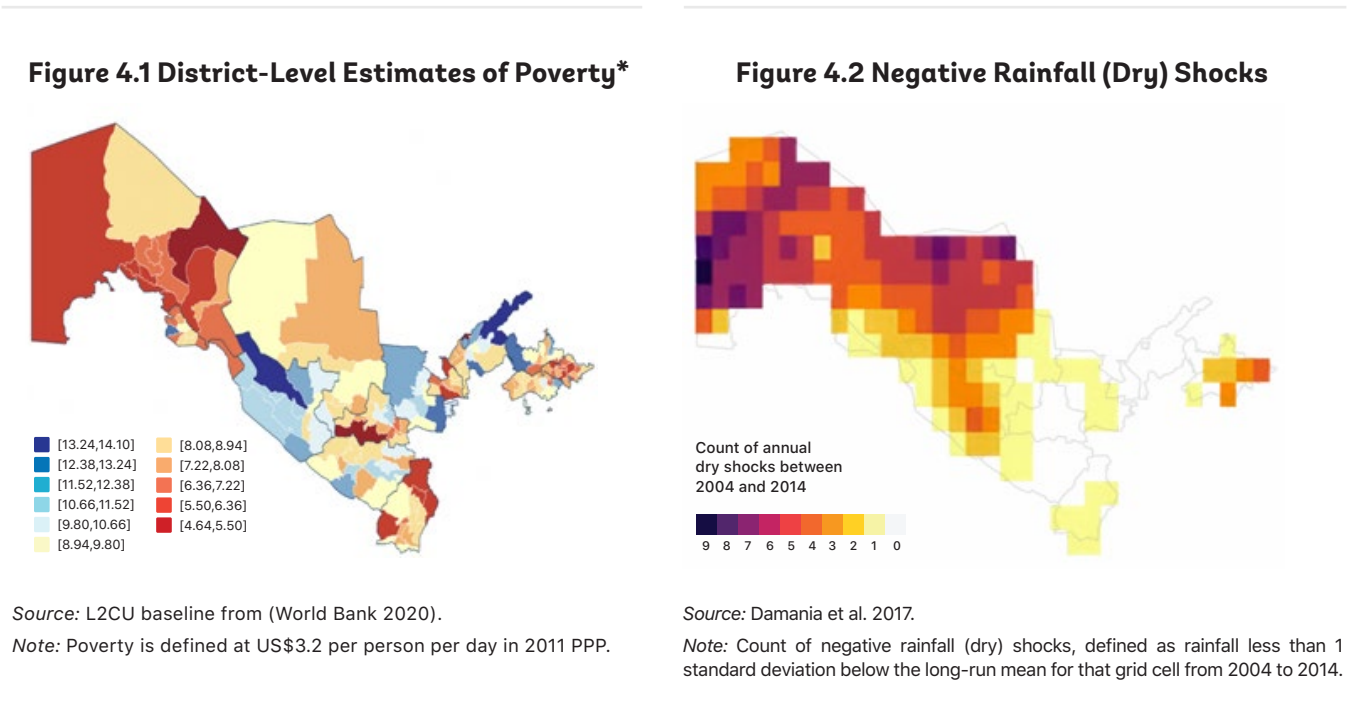 Figure 4.1 District-Level Estimates of Poverty*
[13.24,14.10]
[12.38,13.24]
[11.52,12.38]
[10.66,11.52]
[9.80,10.66]
[8.94,9.80]
[8.08,8.94]
[7.22,8.08]
[6.36,7.22]
[5.50,6.36]
[4.64,5.50]
Source: L2CU baseline from (World Bank 2020).
Note: Poverty is defined at US$3.2 per person per day in 2011 PPP.
Figure 4.2 Negative Rainfall (Dry) Shocks
Count of annual
dry shocks between
2004 and 2014
9 8 7 6 5 4 3 2 1 0
Source: Damania et al. 2017.
Note: Count of negative rainfall (dry) shocks, defined as rainfall less than 1
standard deviation below the long-run mean for that grid cell from 2004 to 2014.